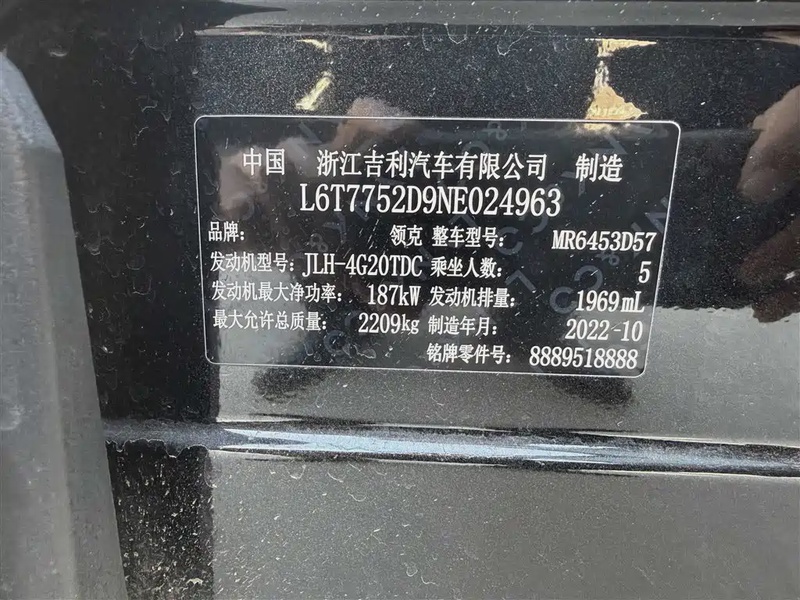 中国 浙江吉利汽车有限公司 制造
L6T7752D9NE024963
品牌: 领克 整车型号: MR6453D57
发动机型号: JLH-4G20TDC 乘坐人数: 5
发动机最大净功率: 187kW 发动机排量: 1969mL
最大允许总质量: 2209kg 制造年月: 2022-10
铭牌零件号: 8889518888